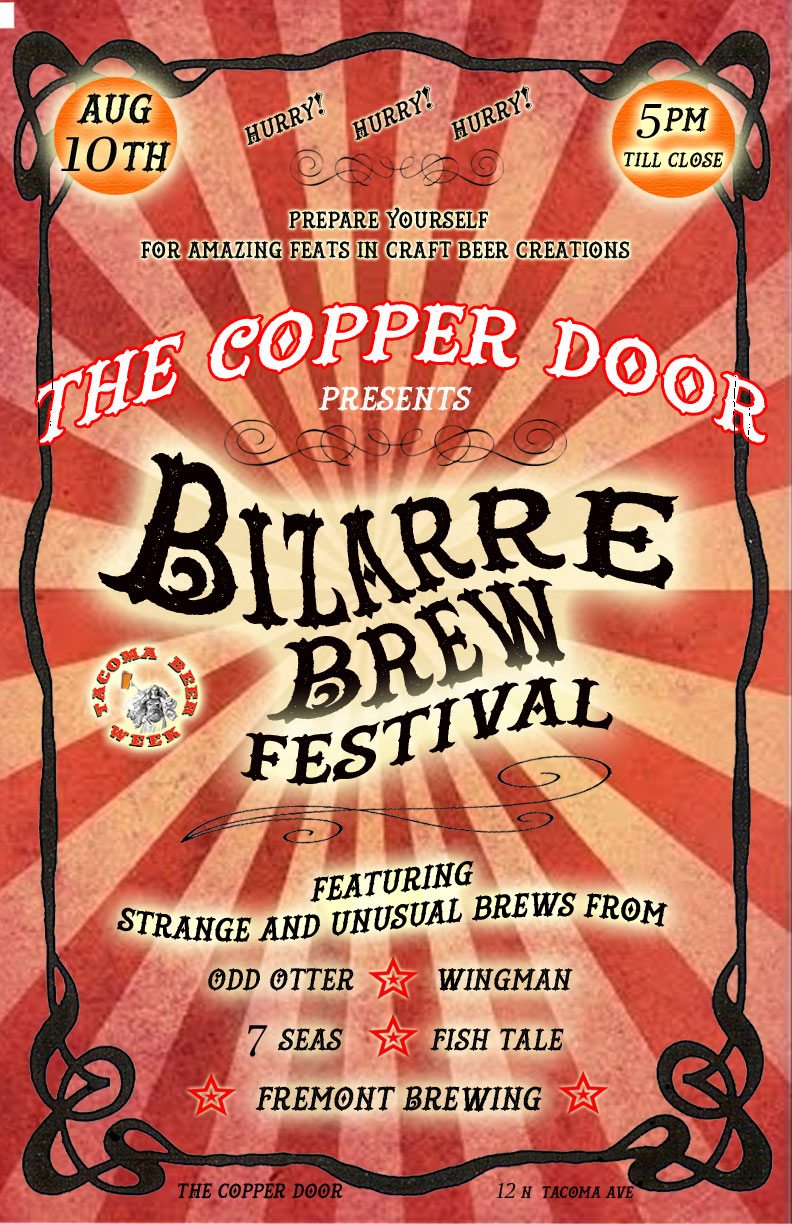 AUG
10TH
HURRY! HURRY! HURRY!
5PM
TILL CLOSE
PREPARE YOURSELF
FOR AMAZING FEATS IN CRAFT BEER CREATIONS
THE COPPER DOOR
PRESENTS
BIZARRE
BREW
FESTIVAL
TACOMA BEER
WEEK
FEATURING
STRANGE AND UNUSUAL BREWS FROM
ODD OTTER WINGMAN
7 SEAS FISH TALE
FREMONT BREWING
THE COPPER DOOR 12 N TACOMA AVE